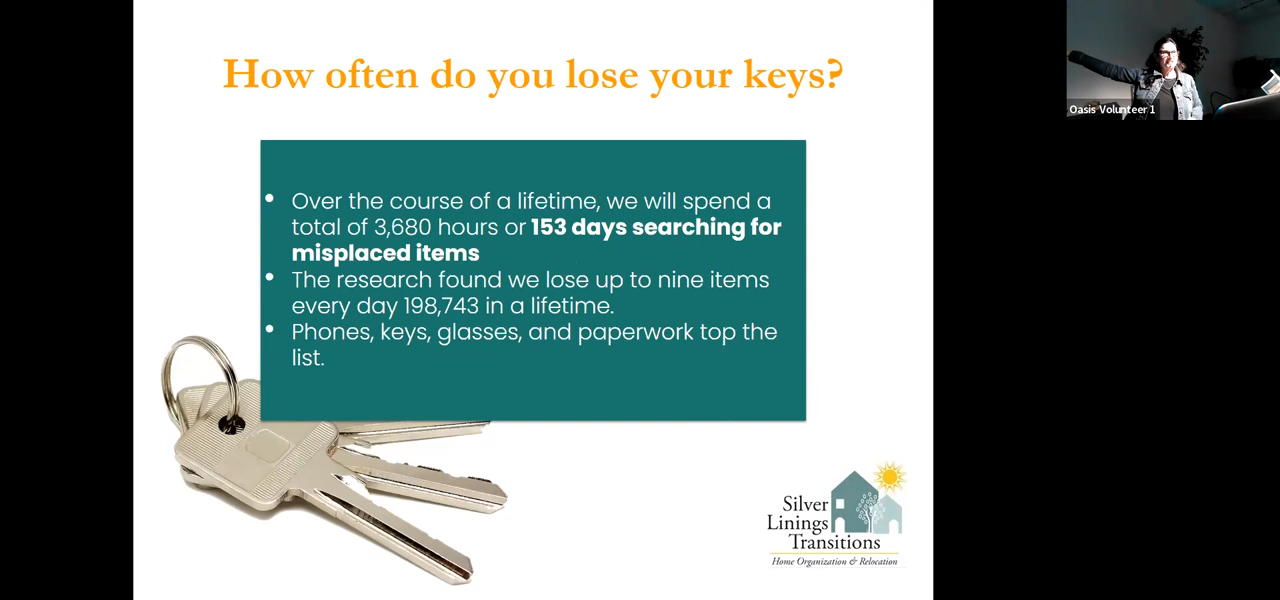 How often do you lose your keys?
Oasis Volunteer 1
• Over the course of a lifetime, we will spend a
total of 3,680 hours or 153 days searching for
misplaced items
• The research found we lose up to nine items
every day 198,743 in a lifetime.
• Phones, keys, glasses, and paperwork top the
list.
Silver
Linings
Transitions
Home Organization & Relocation